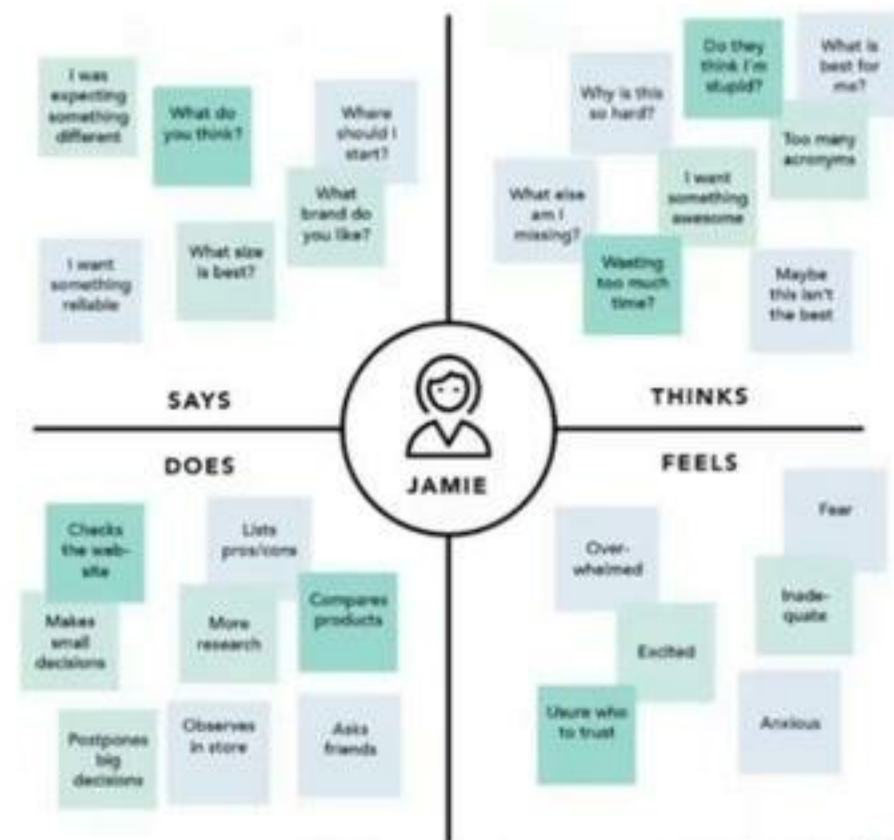 I was
expecting
something
different
What do
you think?
Where
should I
start?
What
brand do
you like?
What size
is best?
I want
something
reliable
SAYS
Why is this
so hard?
Do they
think I'm
stupid?
What is
best for
me?
Too many
acronyms
I want
something
awesome
What else
am I
missing?
Wasting
too much
time?
Maybe
this isn't
the best
THINKS
JAMIE
DOES
Checks
the web-
site
Lists
pros/cons
Compares
products
Makes
small
decisions
More
research
Postpones
big
decisions
Observes
in store
Asks
friends
FEELS
Over-
whelmed
Fear
Inade-
quate
Excited
Usure who
to trust
Anxious